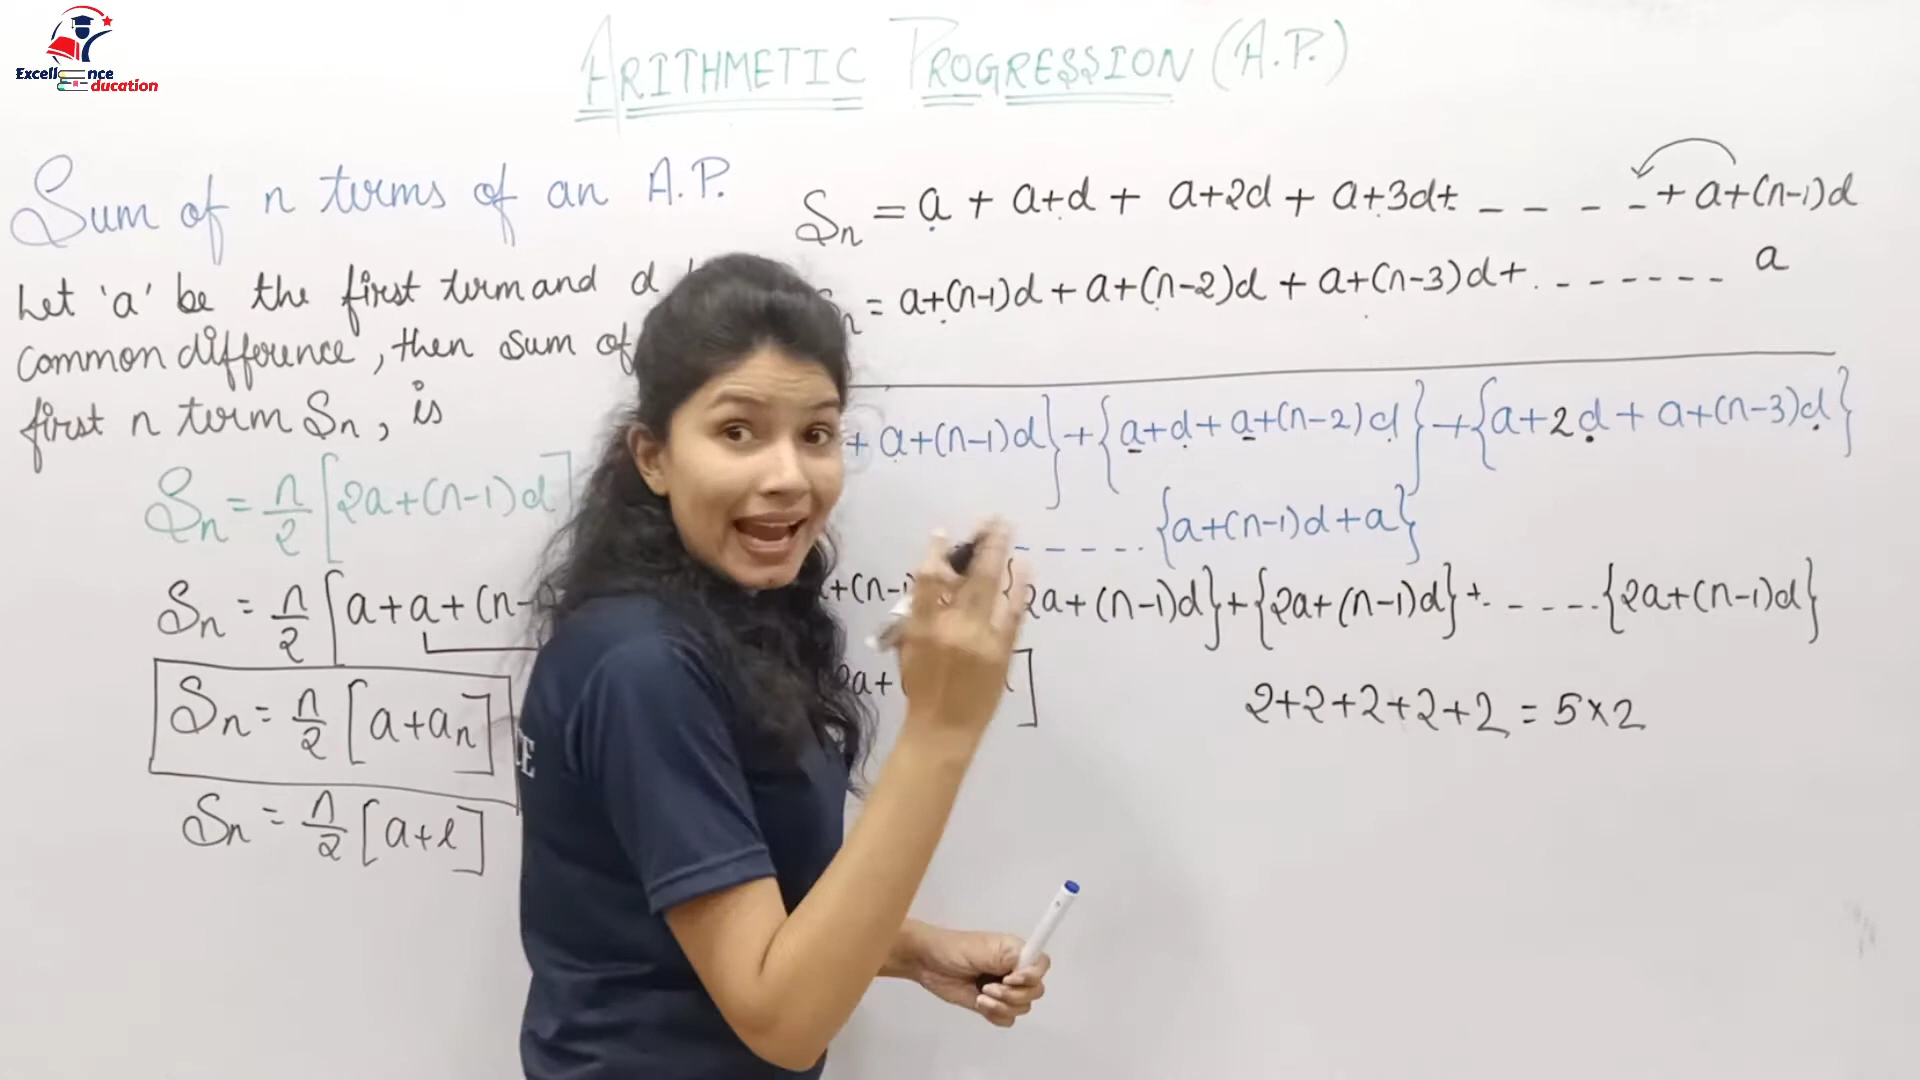 Excellence
Education
ARITHMETIC PROGRESSION (A.P.)
Sum of n terms of an A.P.
Let 'a' be the first term and d
common difference, then sum of
first n term Sn, is
Sn = n/2 [2a+(n-1)d]
Sn = n/2 [a+a+(n-
Sn = n/2 [a+an]
Sn = n/2 [a+l]
Sn = a + a+d + a+2d + a+3d+ _ _ _ _ + a+(n-1)d
n = a+(n-1)d + a+(n-2)d + a+(n-3)d+ . - - - - - - a
+ a+(n-1)d} + {a+d+a+(n-2)d} + {a+2d + a+(n-3)d}
- - - - - . {a+(n-1)d+a}
+(n-1 {2a+(n-1)d}+{2a+(n-1)d}+ . - - - . {2a+(n-1)d}
2a+ ]
2+2+2+2+2 = 5×2